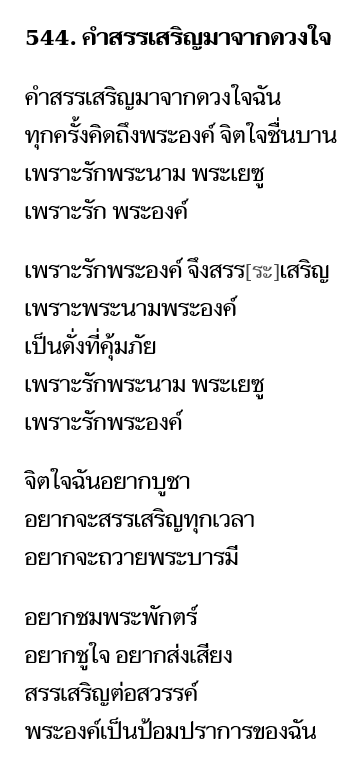 544. คำสรรเสริญมาจากดวงใจ
คำสรรเสริญมาจากดวงใจฉัน
ทุกครั้งคิดถึงพระองค์ จิตใจชื่นบาน
เพราะรักพระนาม พระเยซู
เพราะรัก พระองค์
เพราะรักพระองค์ จึงสรร[ระ]เสริญ
เพราะพระนามพระองค์
เป็นดั่งที่คุ้มภัย
เพราะรักพระนาม พระเยซู
เพราะรักพระองค์
จิตใจฉันอยากบูชา
อยากจะสรรเสริญทุกเวลา
อยากจะถวายพระบารมี
อยากชมพระพักตร์
อยากชูใจ อยากส่งเสียง
สรรเสริญต่อสวรรค์
พระองค์เป็นป้อมปราการของฉัน